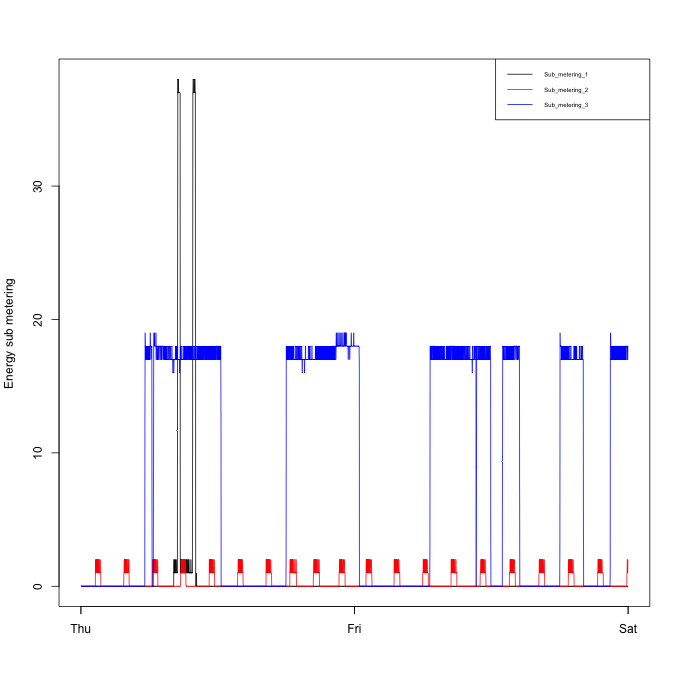 Sub_metering_1
Sub_metering_2
Sub_metering_3
Energy sub metering
30
20
10
0
Thu
Fri
Sat